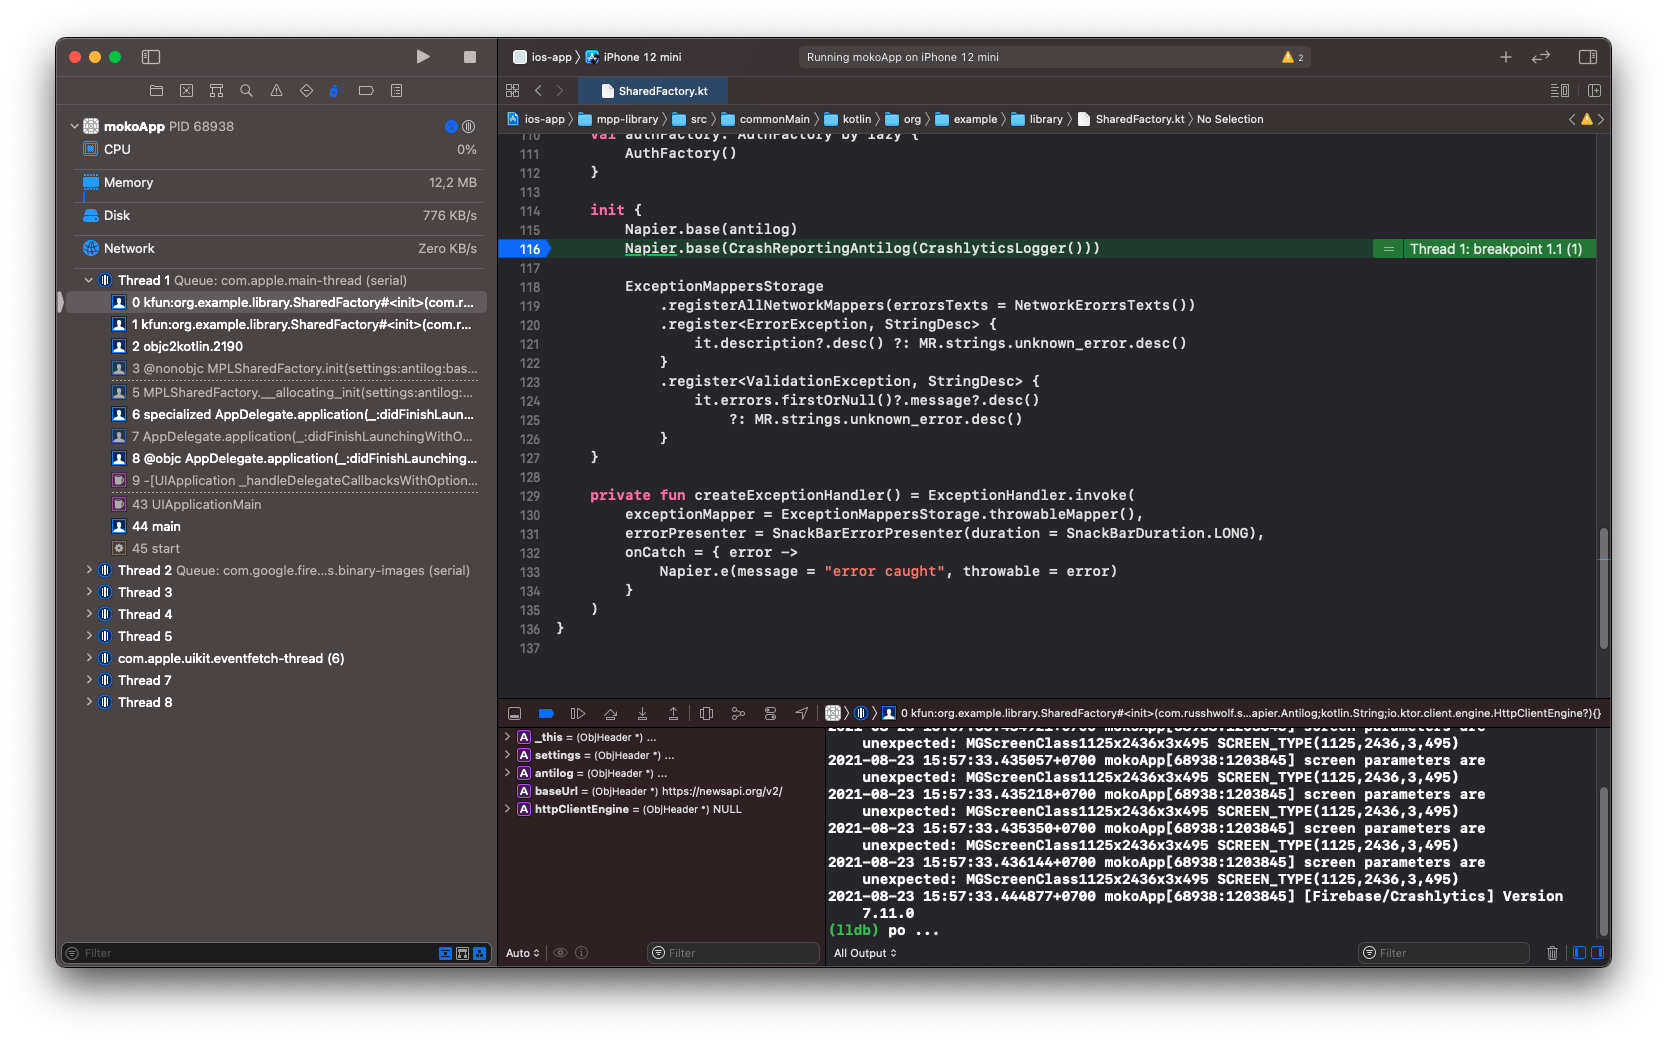 ios-app 〉 iPhone 12 mini
Running mokoApp on iPhone 12 mini
2
SharedFactory.kt
ios-app 〉 mpp-library 〉 src 〉 commonMain 〉 kotlin 〉 org 〉 example 〉 library 〉 SharedFactory.kt 〉 No Selection
mokoApp PID 68938
CPU 0%
Memory 12,2 MB
Disk 776 KB/s
Network Zero KB/s
Thread 1 Queue: com.apple.main-thread (serial)
0 kfun:org.example.library.SharedFactory#<init>(com.r...
1 kfun:org.example.library.SharedFactory#<init>(com.r...
2 objc2kotlin.2190
3 @nonobjc MPLSharedFactory.init(settings:antilog:bas...
5 MPLSharedFactory.__allocating_init(settings:antilog:...
6 specialized AppDelegate.application(_:didFinishLaun...
7 AppDelegate.application(_:didFinishLaunchingWithO...
8 @objc AppDelegate.application(_:didFinishLaunching...
9 -[UIApplication _handleDelegateCallbacksWithOption...
43 UIApplicationMain
44 main
45 start
Thread 2 Queue: com.google.fire...s.binary-images (serial)
Thread 3
Thread 4
Thread 5
com.apple.uikit.eventfetch-thread (6)
Thread 7
Thread 8
Filter
110 val authFactory: AuthFactory by lazy {
111 AuthFactory()
112 }
113
114 init {
115 Napier.base(antilog)
116 Napier.base(CrashReportingAntilog(CrashlyticsLogger())) = Thread 1: breakpoint 1.1 (1)
117
118 ExceptionMappersStorage
119 .registerAllNetworkMappers(errorsTexts = NetworkErorrsTexts())
120 .register<ErrorException, StringDesc> {
121 it.description?.desc() ?: MR.strings.unknown_error.desc()
122 }
123 .register<ValidationException, StringDesc> {
124 it.errors.firstOrNull()?.message?.desc()
125 ?: MR.strings.unknown_error.desc()
126 }
127 }
128
129 private fun createExceptionHandler() = ExceptionHandler.invoke(
130 exceptionMapper = ExceptionMappersStorage.throwableMapper(),
131 errorPresenter = SnackBarErrorPresenter(duration = SnackBarDuration.LONG),
132 onCatch = { error ->
133 Napier.e(message = "error caught", throwable = error)
134 }
135 )
136 }
137
0 kfun:org.example.library.SharedFactory#<init>(com.russhwolf.s...apier.Antilog;kotlin.String;io.ktor.client.engine.HttpClientEngine?){}
A _this = (ObjHeader *) ...
A settings = (ObjHeader *) ...
A antilog = (ObjHeader *) ...
A baseUrl = (ObjHeader *) https://newsapi.org/v2/
A httpClientEngine = (ObjHeader *) NULL
Auto
Filter
2021-08-23 15:57:33.434921+0700 mokoApp[68938:1203845] screen parameters are
unexpected: MGScreenClass1125x2436x3x495 SCREEN_TYPE(1125,2436,3,495)
2021-08-23 15:57:33.435057+0700 mokoApp[68938:1203845] screen parameters are
unexpected: MGScreenClass1125x2436x3x495 SCREEN_TYPE(1125,2436,3,495)
2021-08-23 15:57:33.435218+0700 mokoApp[68938:1203845] screen parameters are
unexpected: MGScreenClass1125x2436x3x495 SCREEN_TYPE(1125,2436,3,495)
2021-08-23 15:57:33.435350+0700 mokoApp[68938:1203845] screen parameters are
unexpected: MGScreenClass1125x2436x3x495 SCREEN_TYPE(1125,2436,3,495)
2021-08-23 15:57:33.436144+0700 mokoApp[68938:1203845] screen parameters are
unexpected: MGScreenClass1125x2436x3x495 SCREEN_TYPE(1125,2436,3,495)
2021-08-23 15:57:33.444877+0700 mokoApp[68938:1203845] [Firebase/Crashlytics] Version
7.11.0
(lldb) po ...
All Output
Filter